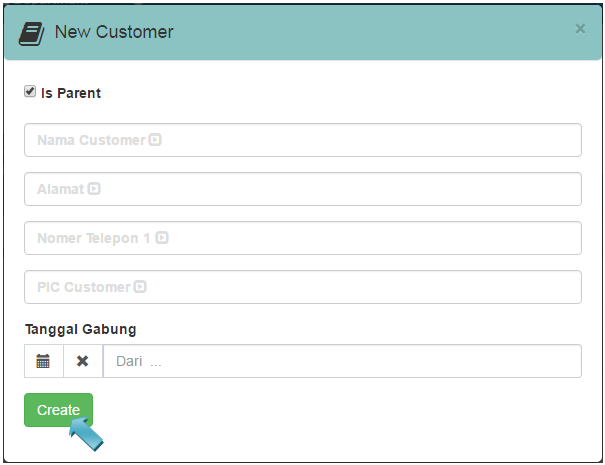 New Customer
×
Is Parent
Nama Customer
Alamat
Nomer Telepon 1
PIC Customer
Tanggal Gabung
Dari ...
Create